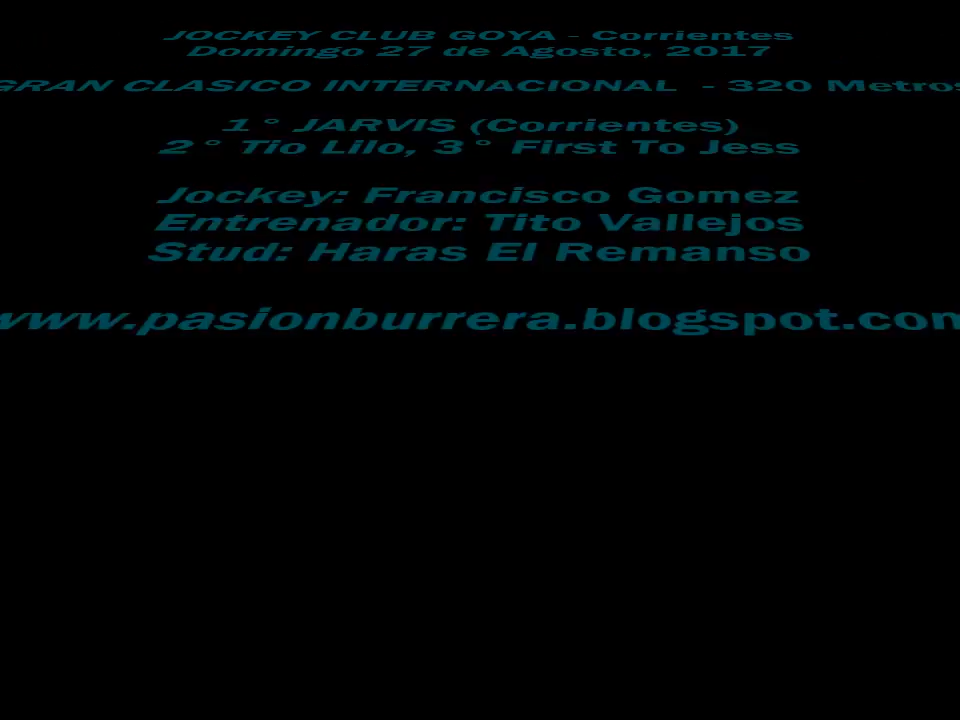 JOCKEY CLUB GOYA - Corrientes
Domingo 27 de Agosto, 2017
GRAN CLASICO INTERNACIONAL - 320 Metros
1° JARVIS (Corrientes)
2° Tio Lilo, 3° First To Jess
Jockey: Francisco Gomez
Entrenador: Tito Vallejos
Stud: Haras El Remanso
www.pasionburrera.blogspot.com